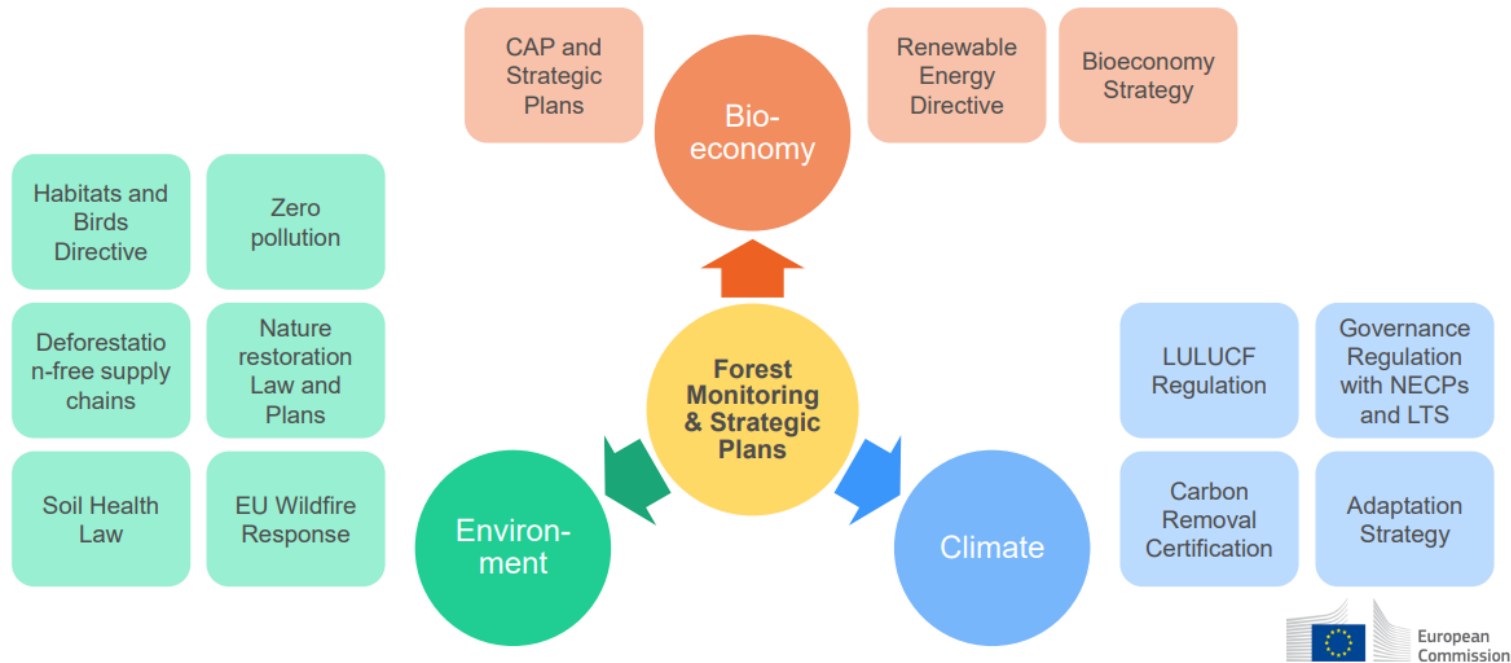 CAP and
Strategic
Plans
Bio-
economy
Renewable
Energy
Directive
Bioeconomy
Strategy
Habitats and
Birds
Directive
Zero
pollution
Deforestatio
n-free supply
chains
Nature
restoration
Law and
Plans
Soil Health
Law
EU Wildfire
Response
Forest
Monitoring
& Strategic
Plans
Environ-
ment
Climate
LULUCF
Regulation
Governance
Regulation
with NECPs
and LTS
Carbon
Removal
Certification
Adaptation
Strategy
European
Commission